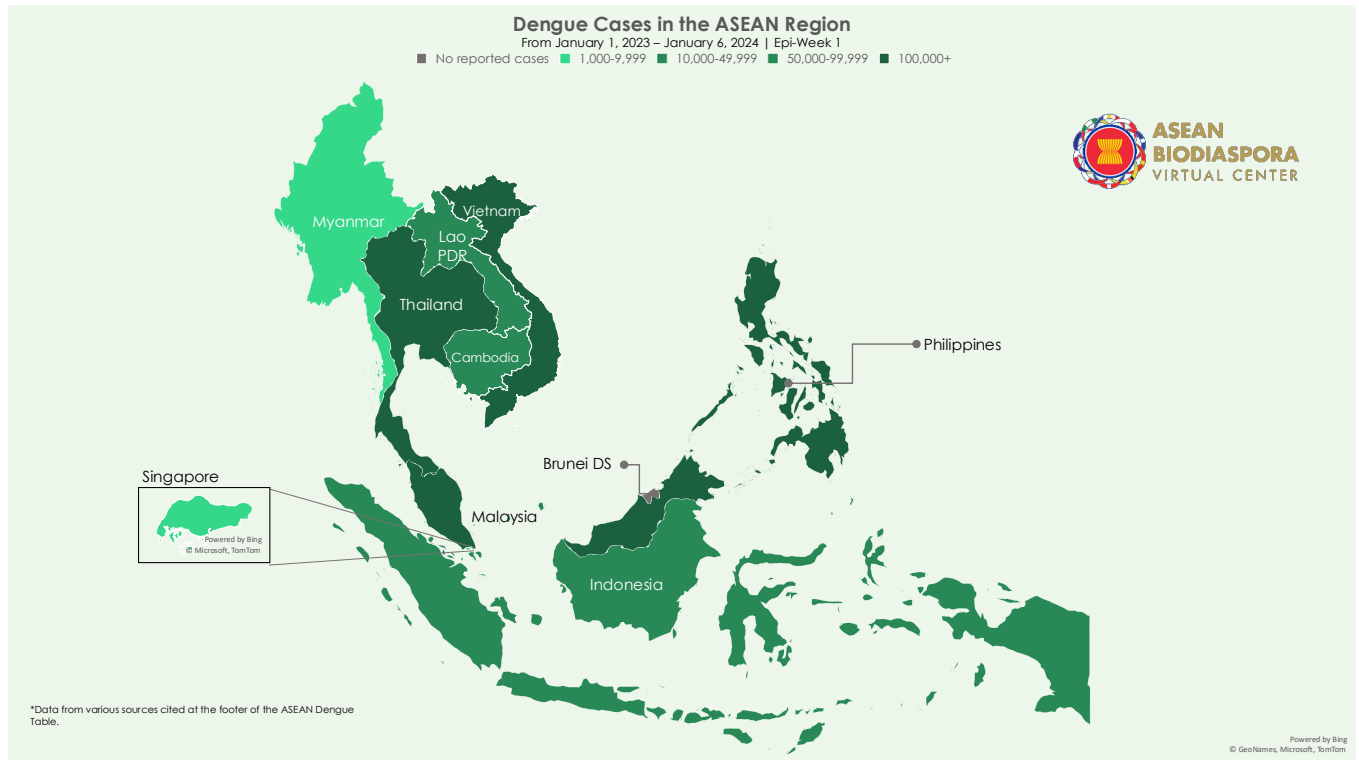 Dengue Cases in the ASEAN Region
From January 1, 2023 – January 6, 2024 | Epi-Week 1
No reported cases 1,000-9,999 10,000-49,999 50,000-99,999 100,000+
ASEAN
BIODIASPORA
VIRTUAL CENTER
Myanmar
Vietnam
Lao
PDR
Thailand
Cambodia
Philippines
Brunei DS
Singapore
Powered by Bing
© Microsoft, TomTom
Malaysia
Indonesia
*Data from various sources cited at the footer of the ASEAN Dengue
Table.
Powered by Bing
© GeoNames, Microsoft, TomTom